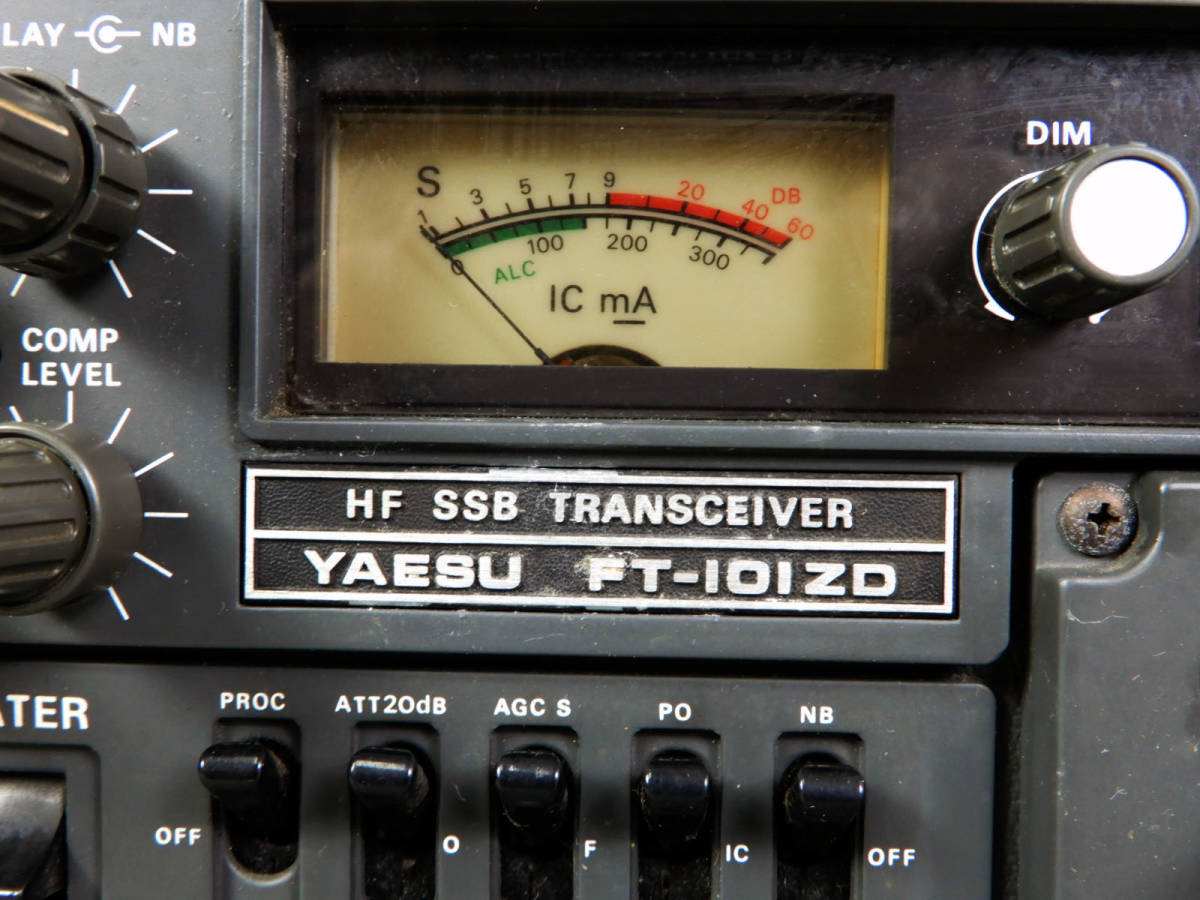 LAY NB
DIM
S 1 3 5 7 9 20 40 60 DB
0 100 200 300
ALC
IC mA
COMP
LEVEL
HF SSB TRANSCEIVER
YAESU FT-101ZD
ATER
PROC ATT20dB AGC S PO NB
OFF O F IC OFF